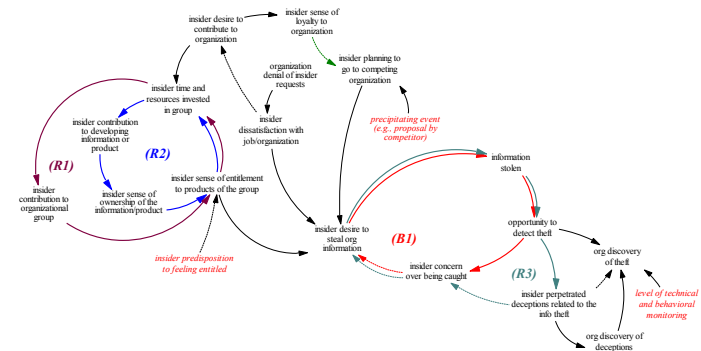 insider desire to
contribute to
organization
insider sense of
loyalty to
organization
insider planning to
go to competing
organization
organization
denial of insider
requests
insider time and
resources invested
in group
precipitating event
(e.g., proposal by
competitor)
insider contribution
to developing
information or
product
insider
dissatisfaction with
job/organization
(R1)
(R2)
information
stolen
insider sense of entitlement
to products of the group
insider
contribution to
organizational
group
insider sense of
ownership of the
information/product
insider desire to
steal org
information
(B1)
opportunity to
detect theft
insider predisposition
to feeling entitled
insider concern
over being caught
(R3)
org discovery
of theft
insider perpetrated
deceptions related to the
info theft
level of technical
and behavioral
monitoring
org discovery of
deceptions